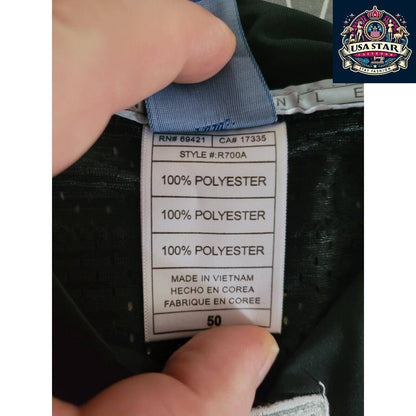 USA STAR
N L E
RN# 69421 CA# 17335
STYLE #:R700A
100% POLYESTER
100% POLYESTER
100% POLYESTER
MADE IN VIETNAM
HECHO EN COREA
FABRIQUE EN COREE
50